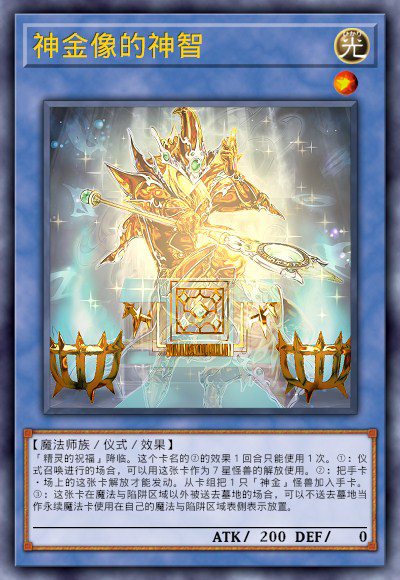 神金像的神智
ひかり
光
【魔法师族／仪式／效果】
「精灵的祝福」降临。这个卡名的②的效果1回合只能使用1次。①：仪
式召唤进行的场合，可以用这张卡作为7星怪兽的解放使用。②：把手卡
·场上的这张卡解放才能发动。从卡组把1只「神金」怪兽加入手卡。
③：这张卡在魔法与陷阱区域以外被送去墓地的场合，可以不送去墓地当
作永续魔法卡使用在自己的魔法与陷阱区域表侧表示放置。
ATK/ 200 DEF/ 0